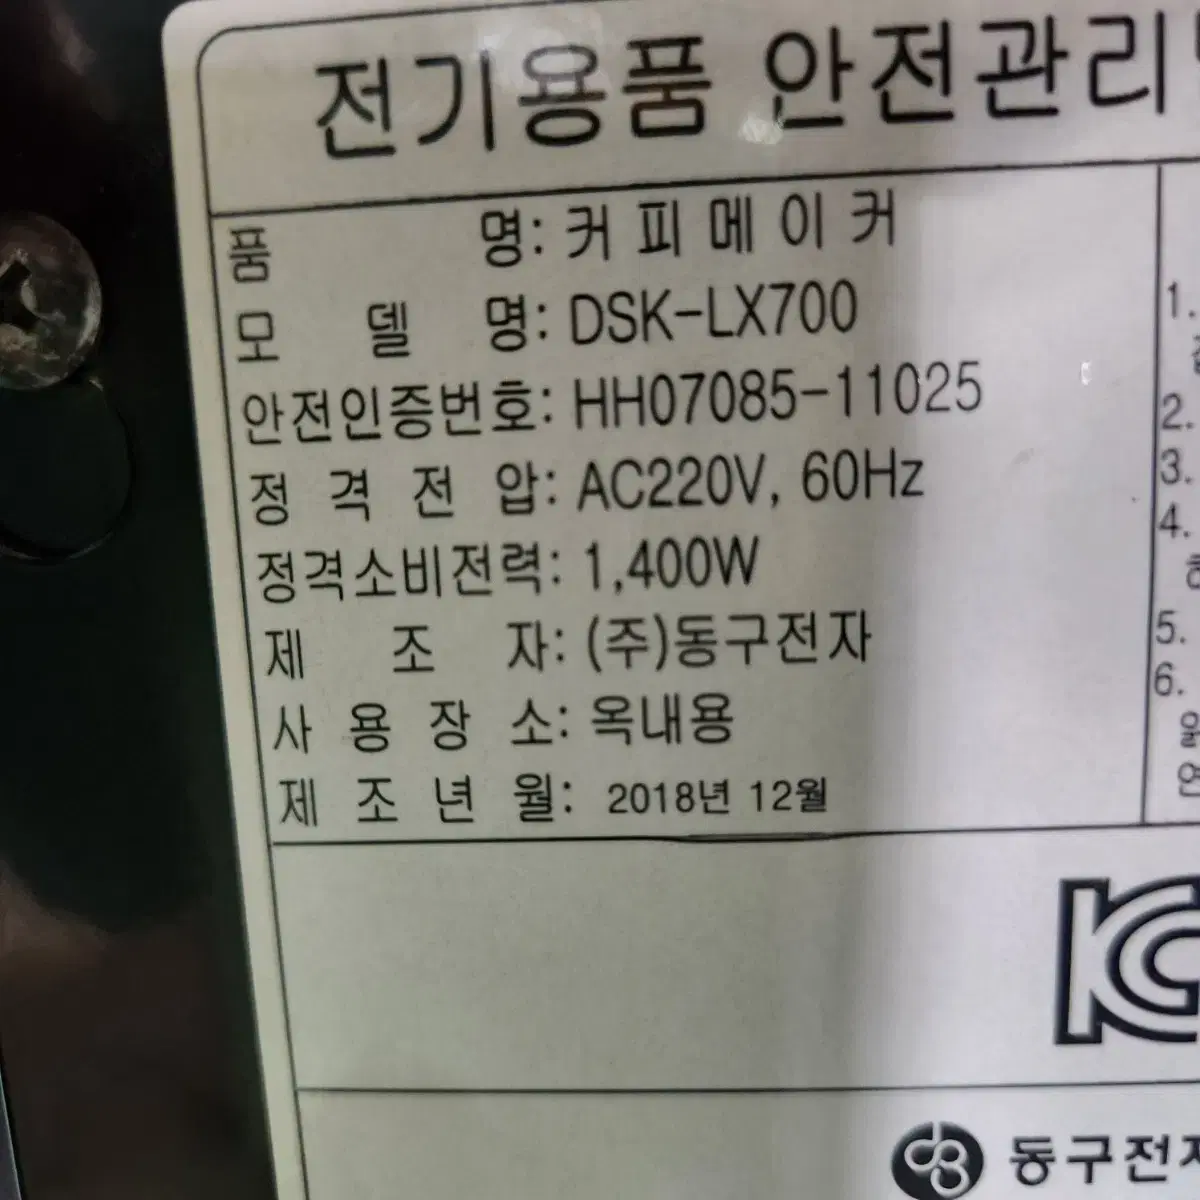 전기용품 안전관리
품 명: 커 피 메 이 커
모 델 명: DSK-LX700
안전인증번호: HH07085-11025
정 격 전 압: AC220V, 60Hz
정격소비전력: 1,400W
제 조 자: (주)동구전자
사 용 장 소: 옥내용
제 조 년 월: 2018년 12월
1.
2.
3.
4.
5.
6.
KC
동구전자